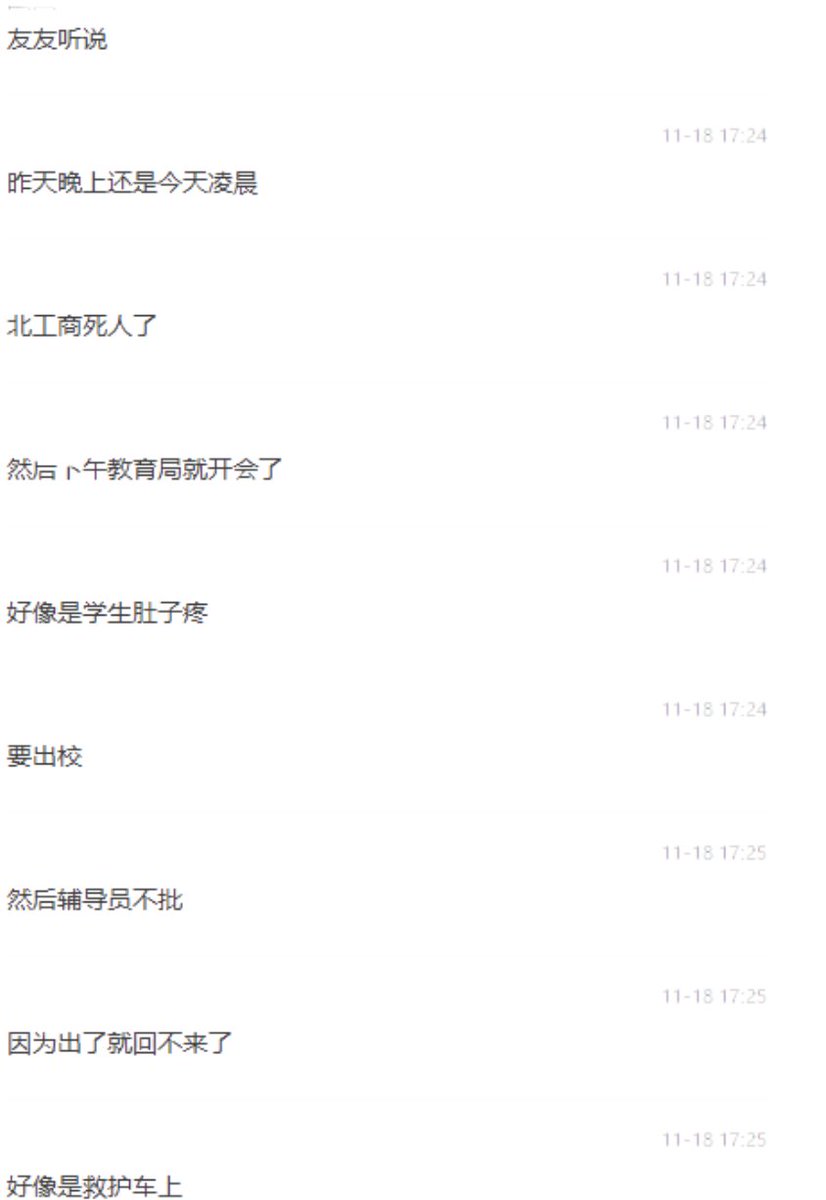 友友听说
11-18 17:24
昨天晚上还是今天凌晨
11-18 17:24
北工商死人了
11-18 17:24
然后下午教育局就开会了
11-18 17:24
好像是学生肚子疼
11-18 17:24
要出校
11-18 17:25
然后辅导员不批
11-18 17:25
因为出了就回不来了
11-18 17:25
好像是救护车上